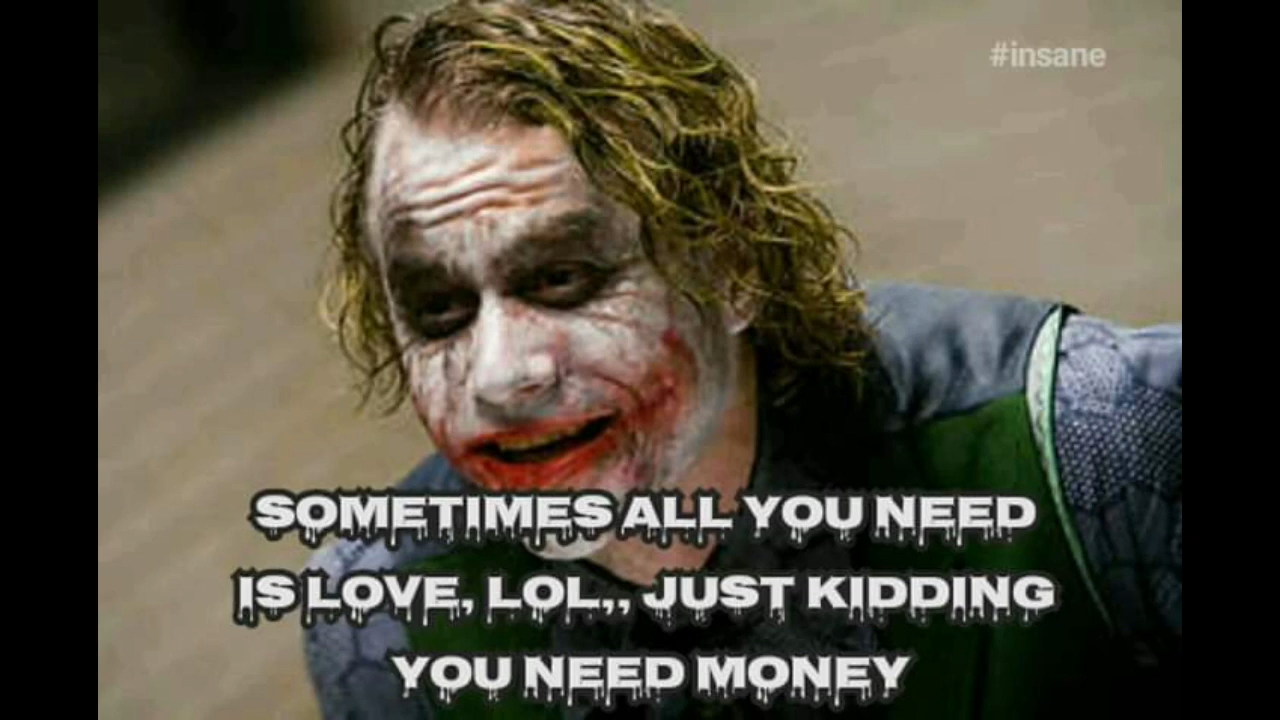 #insane
SOMETIMES ALL YOU NEED
IS LOVE, LOL,, JUST KIDDING
YOU NEED MONEY